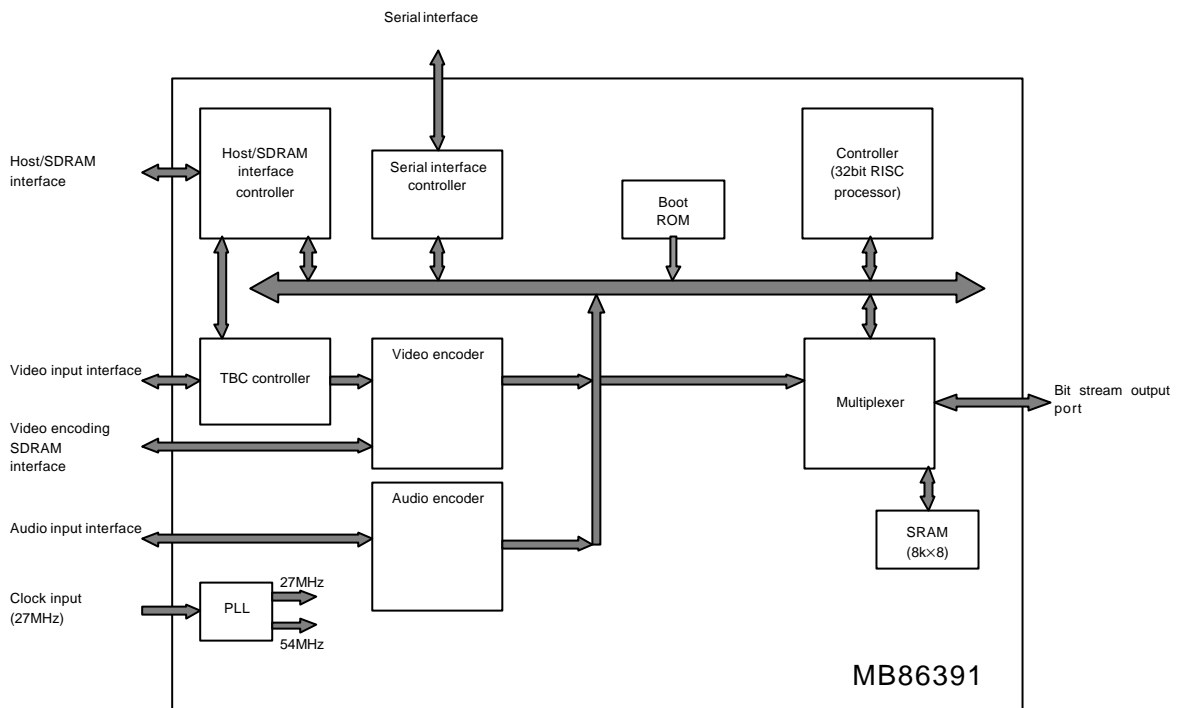 Serial interface
Host/SDRAM
interface
Host/SDRAM
interface
controller
Serial interface
controller
Boot
ROM
Controller
(32bit RISC
processor)
Video input interface
TBC controller
Video encoder
Multiplexer
Bit stream output
port
Video encoding
SDRAM
interface
Audio input interface
Audio encoder
SRAM
(8k×8)
Clock input
(27MHz)
PLL
27MHz
54MHz
MB86391